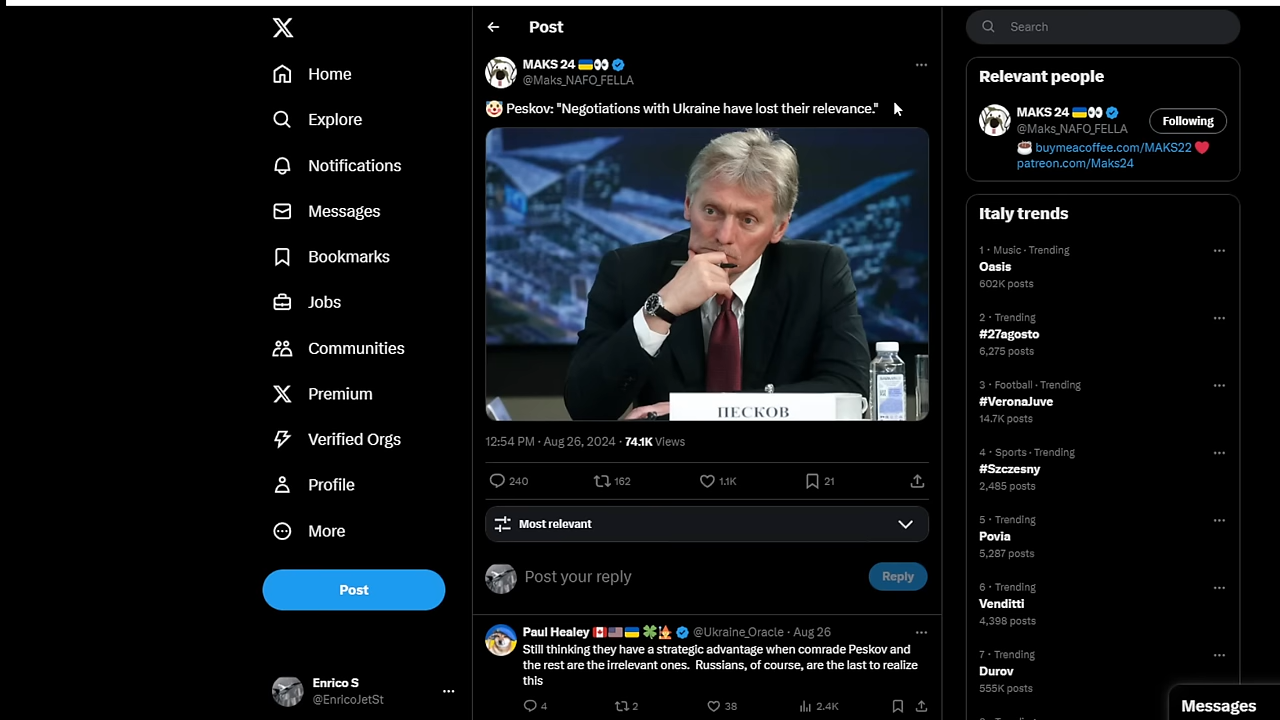 Home
Explore
Notifications
Messages
Bookmarks
Jobs
Communities
Premium
Verified Orgs
Profile
More
Post
Enrico S
@EnricoJetSt
Post
MAKS 24 🇺🇦👀
@Maks_NAFO_FELLA
🤡 Peskov: "Negotiations with Ukraine have lost their relevance."
ПЕСКОВ
12:54 PM · Aug 26, 2024 · 74.1K Views
240 162 1.1K 21
Most relevant
Post your reply
Reply
Paul Healey 🇨🇦🇺🇸🇺🇦 🍀 @Ukraine_Oracle · Aug 26
Still thinking they have a strategic advantage when comrade Peskov and
the rest are the irrelevant ones.  Russians, of course, are the last to realize
this
4 2 38 2.4K
Search
Relevant people
MAKS 24 🇺🇦👀
@Maks_NAFO_FELLA
Following
☕ buymeacoffee.com/MAKS22 ❤️
patreon.com/Maks24
Italy trends
1 · Music · Trending
Oasis
602K posts
2 · Trending
#27agosto
6,275 posts
3 · Football · Trending
#VeronaJuve
14.7K posts
4 · Sports · Trending
#Szczesny
2,485 posts
5 · Trending
Povia
5,287 posts
6 · Trending
Venditti
4,398 posts
7 · Trending
Durov
555K posts
Messages